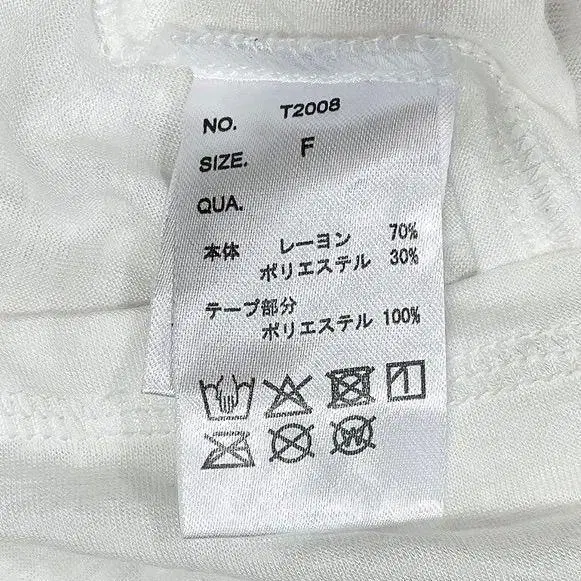 NO. T2008
SIZE. F
QUA.
本体 レーヨン 70%
ポリエステル 30%
テープ部分
ポリエステル 100%
W